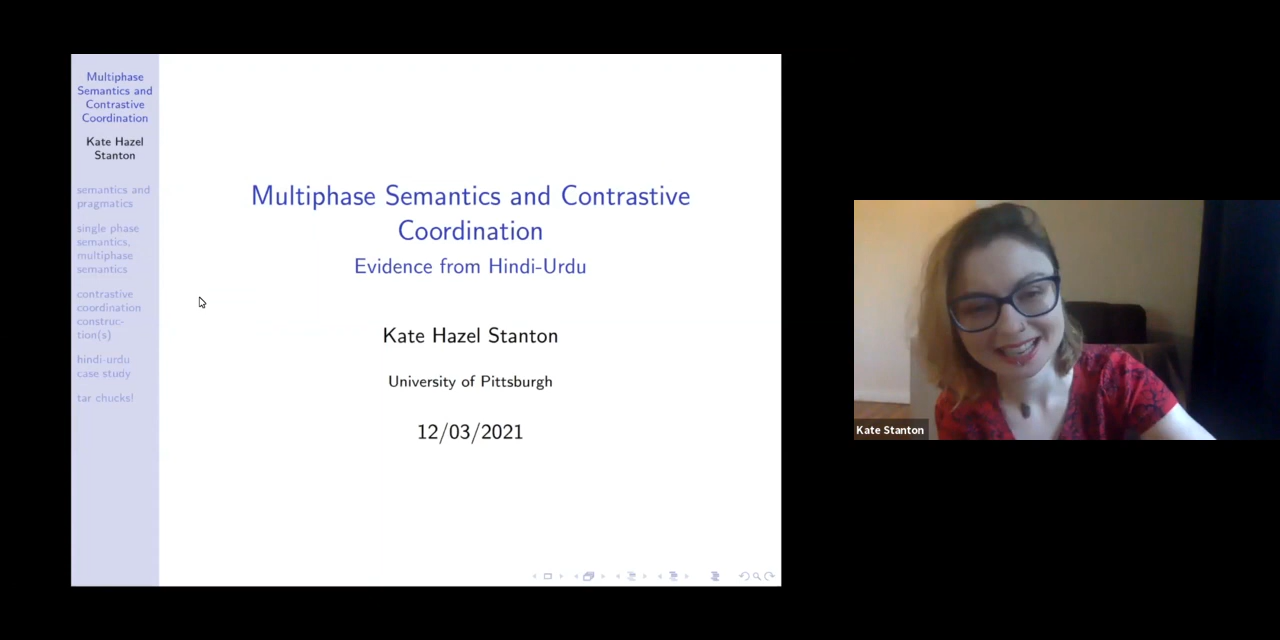 Multiphase
Semantics and
Contrastive
Coordination
Kate Hazel
Stanton
semantics and
pragmatics
single phase
semantics,
multiphase
semantics
contrastive
coordination
construc-
tion(s)
hindi-urdu
case study
tar chucks!
Multiphase Semantics and Contrastive
Coordination
Evidence from Hindi-Urdu
Kate Hazel Stanton
University of Pittsburgh
12/03/2021
Kate Stanton